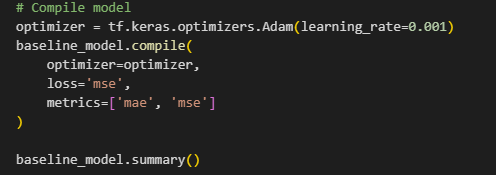 # Compile model
optimizer = tf.keras.optimizers.Adam(learning_rate=0.001)
baseline_model.compile(
    optimizer=optimizer,
    loss='mse',
    metrics=['mae', 'mse']
)

baseline_model.summary()